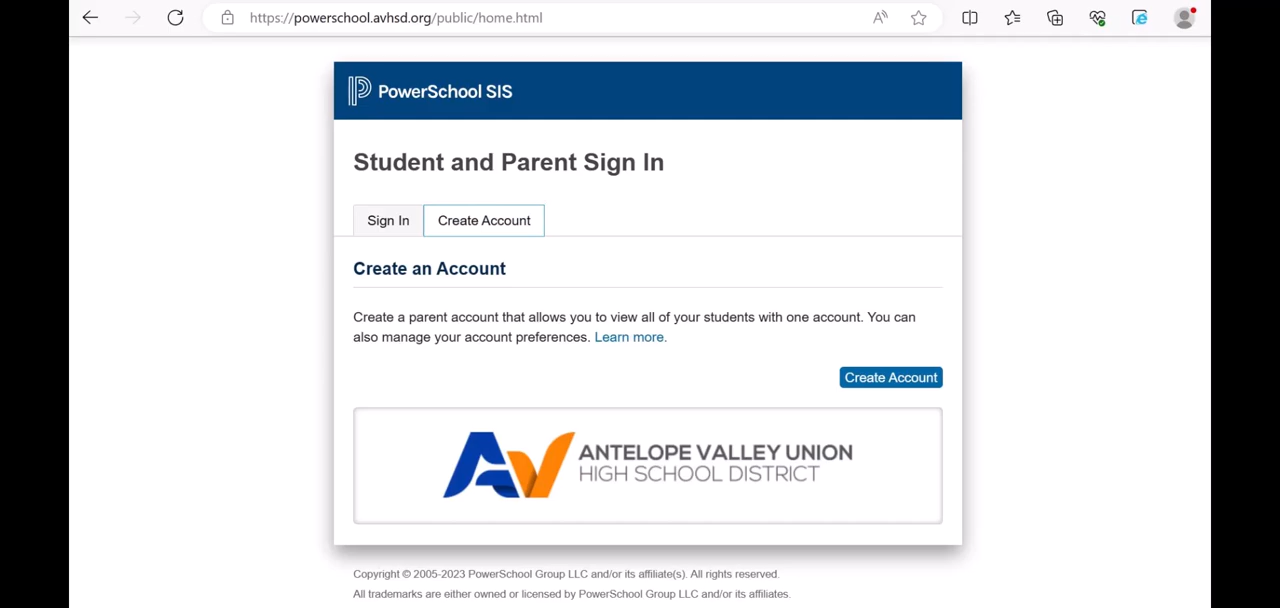 https://powerschool.avhsd.org/public/home.html
PowerSchool SIS
Student and Parent Sign In
Sign In
Create Account
Create an Account
Create a parent account that allows you to view all of your students with one account. You can
also manage your account preferences. Learn more.
Create Account
AV ANTELOPE VALLEY UNION
HIGH SCHOOL DISTRICT
Copyright © 2005-2023 PowerSchool Group LLC and/or its affiliate(s). All rights reserved.
All trademarks are either owned or licensed by PowerSchool Group LLC and/or its affiliates.